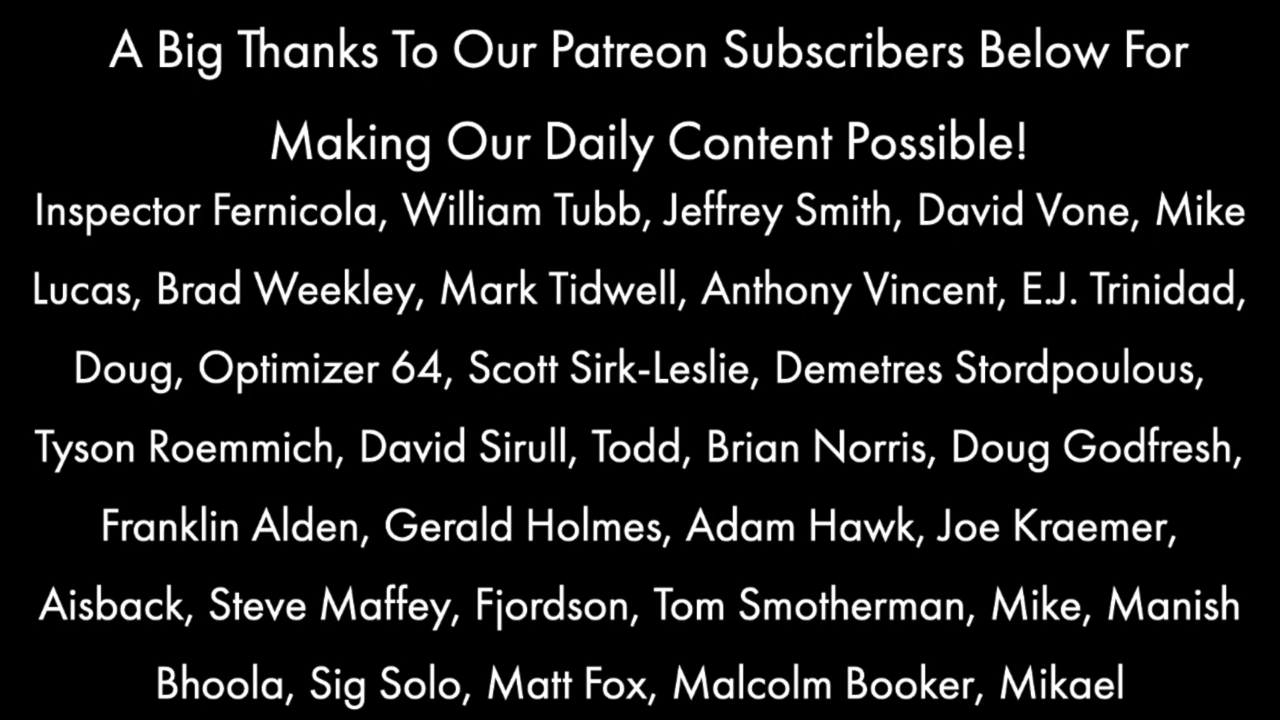 A Big Thanks To Our Patreon Subscribers Below For
Making Our Daily Content Possible!
Inspector Fernicola, William Tubb, Jeffrey Smith, David Vone, Mike
Lucas, Brad Weekley, Mark Tidwell, Anthony Vincent, E.J. Trinidad,
Doug, Optimizer 64, Scott Sirk-Leslie, Demetres Stordpoulous,
Tyson Roemmich, David Sirull, Todd, Brian Norris, Doug Godfresh,
Franklin Alden, Gerald Holmes, Adam Hawk, Joe Kraemer,
Aisback, Steve Maffey, Fjordson, Tom Smotherman, Mike, Manish
Bhoola, Sig Solo, Matt Fox, Malcolm Booker, Mikael